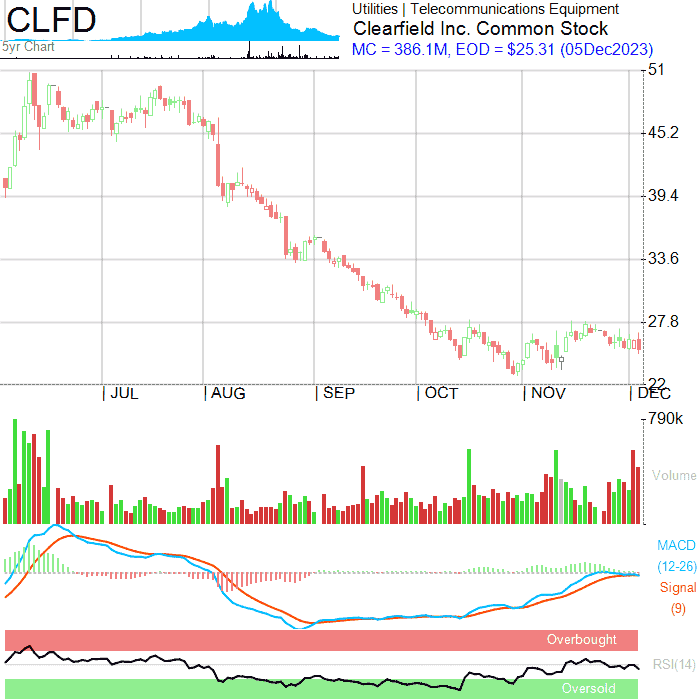 CLFD
5yr Chart
Utilities | Telecommunications Equipment
Clearfield Inc. Common Stock
MC = 386.1M, EOD = $25.31 (05Dec2023)
51
45.2
39.4
33.6
27.8
22
| JUL | AUG | SEP | OCT | NOV | DEC
790k
Volume
MACD
(12-26)
Signal
(9)
Overbought
RSI(14)
Oversold